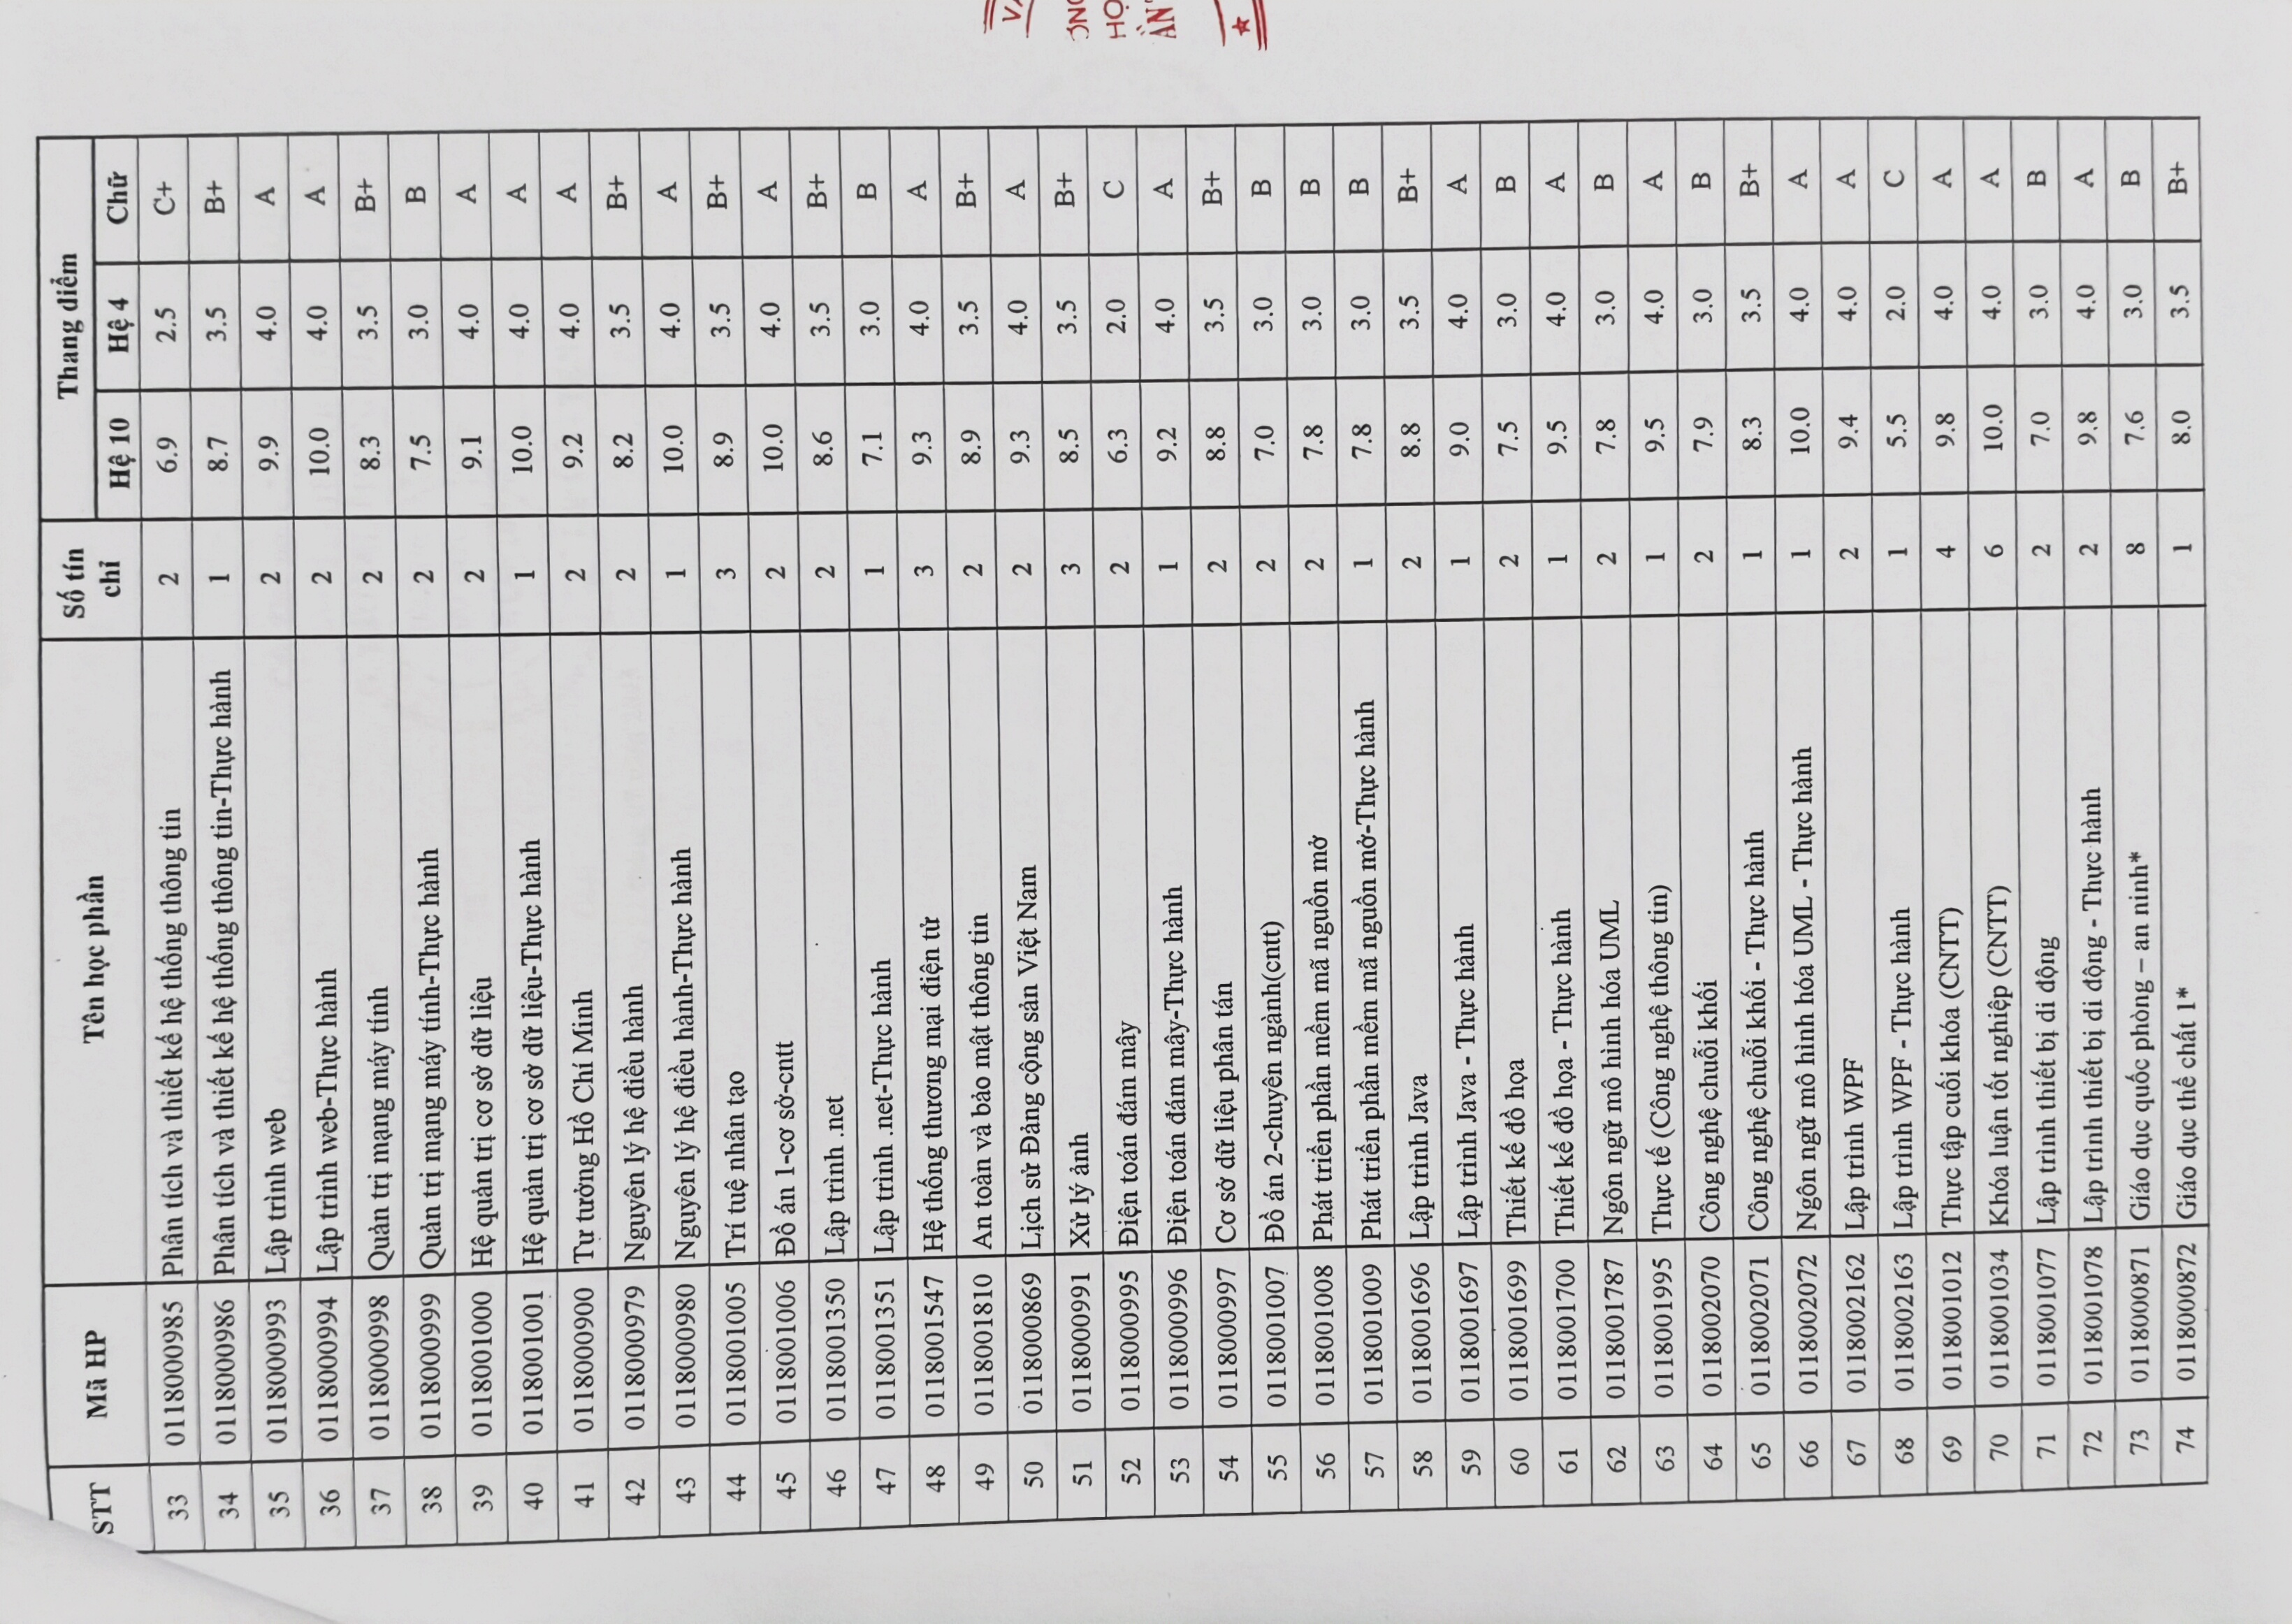 STT Mã HP Tên học phần Số tín chỉ Thang điểm
Hệ 10 Hệ 4 Chữ
33 0118000985 Phân tích và thiết kế hệ thống thông tin 2 6.9 2.5 C+
34 0118000986 Phân tích và thiết kế hệ thống thông tin-Thực hành 1 8.7 3.5 B+
35 0118000993 Lập trình web 2 9.9 4.0 A
36 0118000994 Lập trình web-Thực hành 2 10.0 4.0 A
37 0118000998 Quản trị mạng máy tính 2 8.3 3.5 B+
38 0118000999 Quản trị mạng máy tính-Thực hành 2 7.5 3.0 B
39 0118001000 Hệ quản trị cơ sở dữ liệu 2 9.1 4.0 A
40 0118001001 Hệ quản trị cơ sở dữ liệu-Thực hành 1 10.0 4.0 A
41 0118000900 Tư tưởng Hồ Chí Minh 2 9.2 4.0 A
42 0118000979 Nguyên lý hệ điều hành 2 8.2 3.5 B+
43 0118000980 Nguyên lý hệ điều hành-Thực hành 1 10.0 4.0 A
44 0118001005 Trí tuệ nhân tạo 3 8.9 3.5 B+
45 0118001006 Đồ án 1-cơ sở-cntt 2 10.0 4.0 A
46 0118001350 Lập trình .net 2 8.6 3.5 B+
47 0118001351 Lập trình .net-Thực hành 1 7.1 3.0 B
48 0118001547 Hệ thống thương mại điện tử 3 9.3 4.0 A
49 0118001810 An toàn và bảo mật thông tin 2 8.9 3.5 B+
50 0118000869 Lịch sử Đảng cộng sản Việt Nam 2 9.3 4.0 A
51 0118000991 Xử lý ảnh 3 8.5 3.5 B+
52 0118000995 Điện toán đám mây 2 6.3 2.0 C
53 0118000996 Điện toán đám mây-Thực hành 1 9.2 4.0 A
54 0118000997 Cơ sở dữ liệu phân tán 2 8.8 3.5 B+
55 0118001007 Đồ án 2-chuyên ngành(cntt) 2 7.0 3.0 B
56 0118001008 Phát triển phần mềm mã nguồn mở 2 7.8 3.0 B
57 0118001009 Phát triển phần mềm mã nguồn mở-Thực hành 1 7.8 3.0 B
58 0118001696 Lập trình Java 2 8.8 3.5 B+
59 0118001697 Lập trình Java - Thực hành 1 9.0 4.0 A
60 0118001699 Thiết kế đồ họa 2 7.5 3.0 B
61 0118001700 Thiết kế đồ họa - Thực hành 1 9.5 4.0 A
62 0118001787 Ngôn ngữ mô hình hóa UML 2 7.8 3.0 B
63 0118001995 Thực tế (Công nghệ thông tin) 1 9.5 4.0 A
64 0118002070 Công nghệ chuỗi khối 2 7.9 3.0 B
65 0118002071 Công nghệ chuỗi khối - Thực hành 1 8.3 3.5 B+
66 0118002072 Ngôn ngữ mô hình hóa UML - Thực hành 1 10.0 4.0 A
67 0118002162 Lập trình WPF 2 9.4 4.0 A
68 0118002163 Lập trình WPF - Thực hành 1 5.5 2.0 C
69 0118001012 Thực tập cuối khóa (CNTT) 4 9.8 4.0 A
70 0118001034 Khóa luận tốt nghiệp (CNTT) 6 10.0 4.0 A
71 0118001077 Lập trình thiết bị di động 2 7.0 3.0 B
72 0118001078 Lập trình thiết bị di động - Thực hành 2 9.8 4.0 A
73 0118000871 Giáo dục quốc phòng – an ninh* 8 7.6 3.0 B
74 0118000872 Giáo dục thể chất 1* 1 8.0 3.5 B+